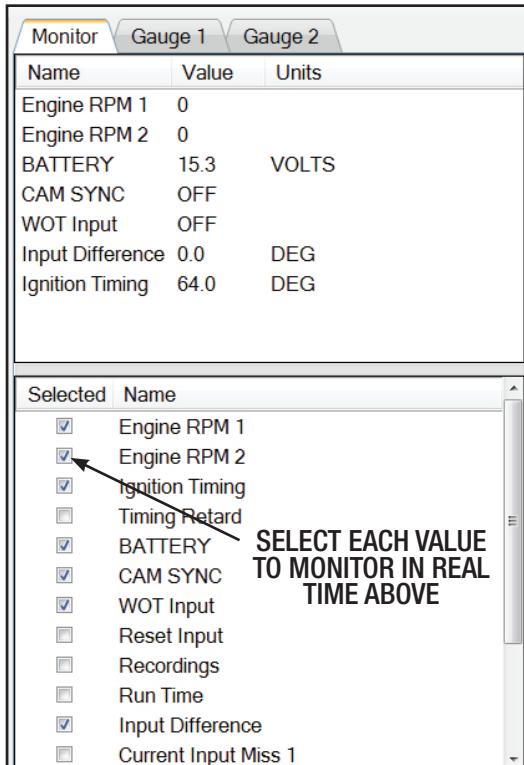 Monitor Gauge 1 Gauge 2
Name Value Units
Engine RPM 1 0
Engine RPM 2 0
BATTERY 15.3 VOLTS
CAM SYNC OFF
WOT Input OFF
Input Difference 0.0 DEG
Ignition Timing 64.0 DEG
Selected Name
Engine RPM 1
Engine RPM 2
Ignition Timing
Timing Retard
BATTERY
CAM SYNC
WOT Input
Reset Input
Recordings
Run Time
Input Difference
Current Input Miss 1
SELECT EACH VALUE
TO MONITOR IN REAL
TIME ABOVE